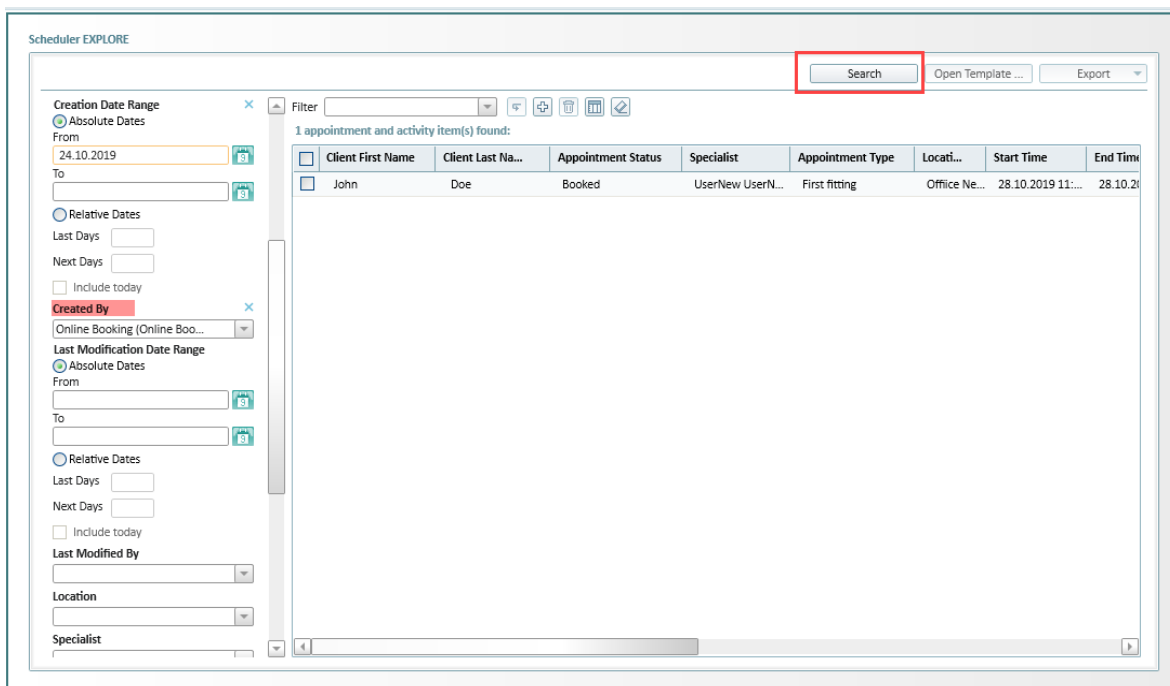 Scheduler EXPLORE
Search
Open Template ...
Export
Creation Date Range
Absolute Dates
From
24.10.2019
To
Relative Dates
Last Days
Next Days
Include today
Created By
Online Booking (Online Boo...
Last Modification Date Range
Absolute Dates
From
To
Relative Dates
Last Days
Next Days
Include today
Last Modified By
Location
Specialist
Filter
1 appointment and activity item(s) found:
Client First Name Client Last Na... Appointment Status Specialist Appointment Type Locati... Start Time End Time
John Doe Booked UserNew UserN... First fitting Offiice Ne... 28.10.2019 11:... 28.10.20